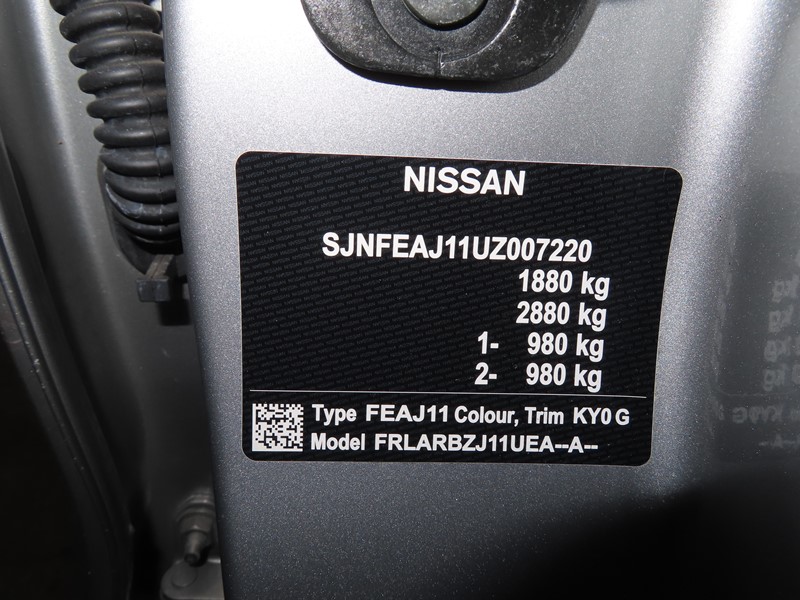 NISSAN
SJNFEAJ11UZ007220
1880 kg
2880 kg
1- 980 kg
2- 980 kg
Type FEAJ11 Colour, Trim KY0 G
Model FRLARBZJ11UEA--A--